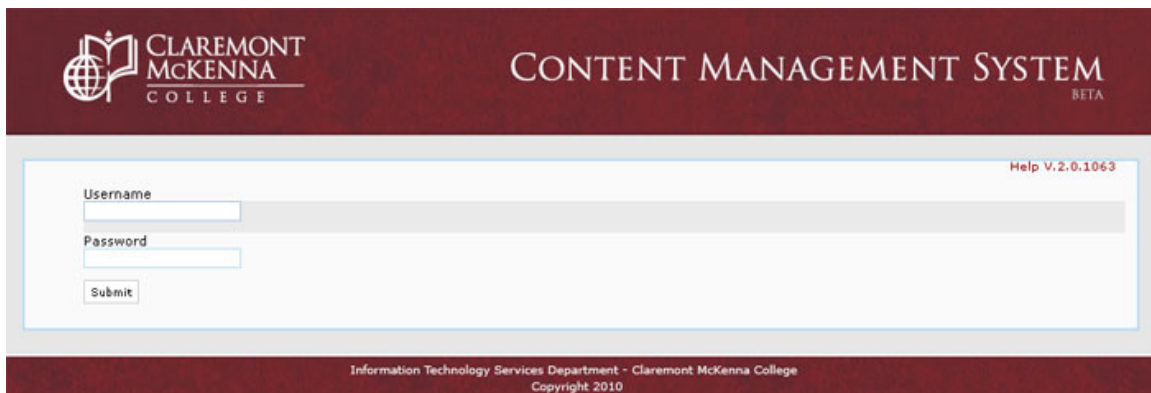 CLAREMONT
MCKENNA
COLLEGE
CONTENT MANAGEMENT SYSTEM
BETA
Help V.2.0.1063
Username
Password
Submit
Information Technology Services Department - Claremont McKenna College
Copyright 2010